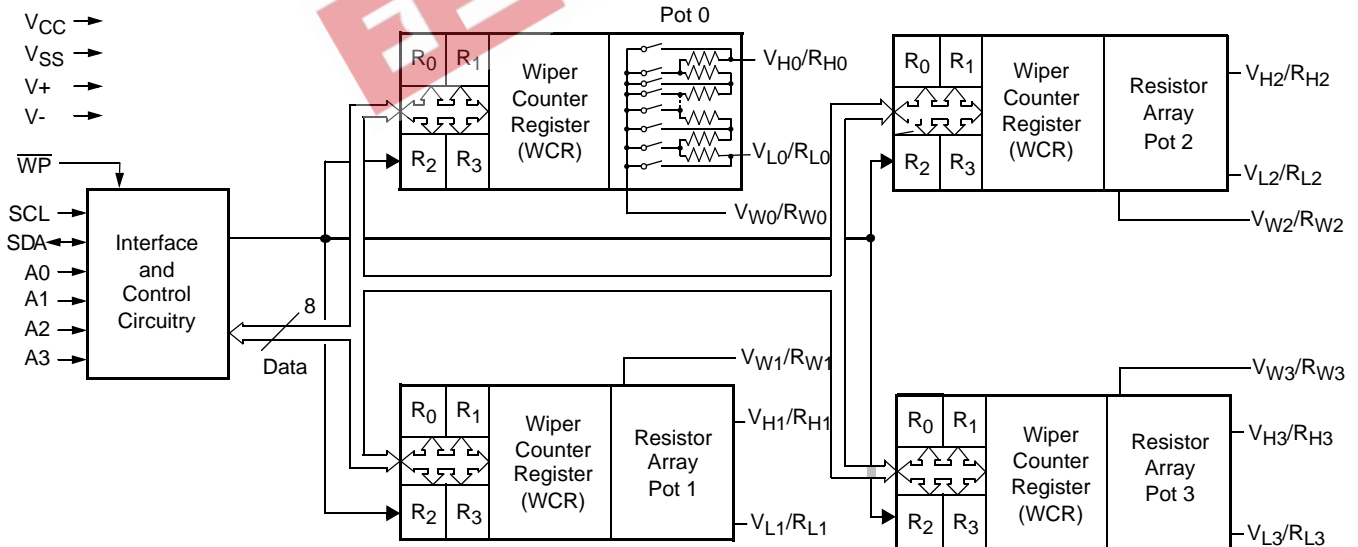 V_CC
V_SS
V+
V-
WP
SCL
SDA
A0
A1
A2
A3
Interface
and
Control
Circuitry
8
Data
Pot 0
R0 R1
R2 R3
Wiper
Counter
Register
(WCR)
VH0/RH0
VL0/RL0
VW0/RW0
R0 R1
R2 R3
Wiper
Counter
Register
(WCR)
Resistor
Array
Pot 2
VH2/RH2
VL2/RL2
VW2/RW2
VW1/RW1
R0 R1
R2 R3
Wiper
Counter
Register
(WCR)
Resistor
Array
Pot 1
VH1/RH1
VL1/RL1
VW3/RW3
R0 R1
R2 R3
Wiper
Counter
Register
(WCR)
Resistor
Array
Pot 3
VH3/RH3
VL3/RL3